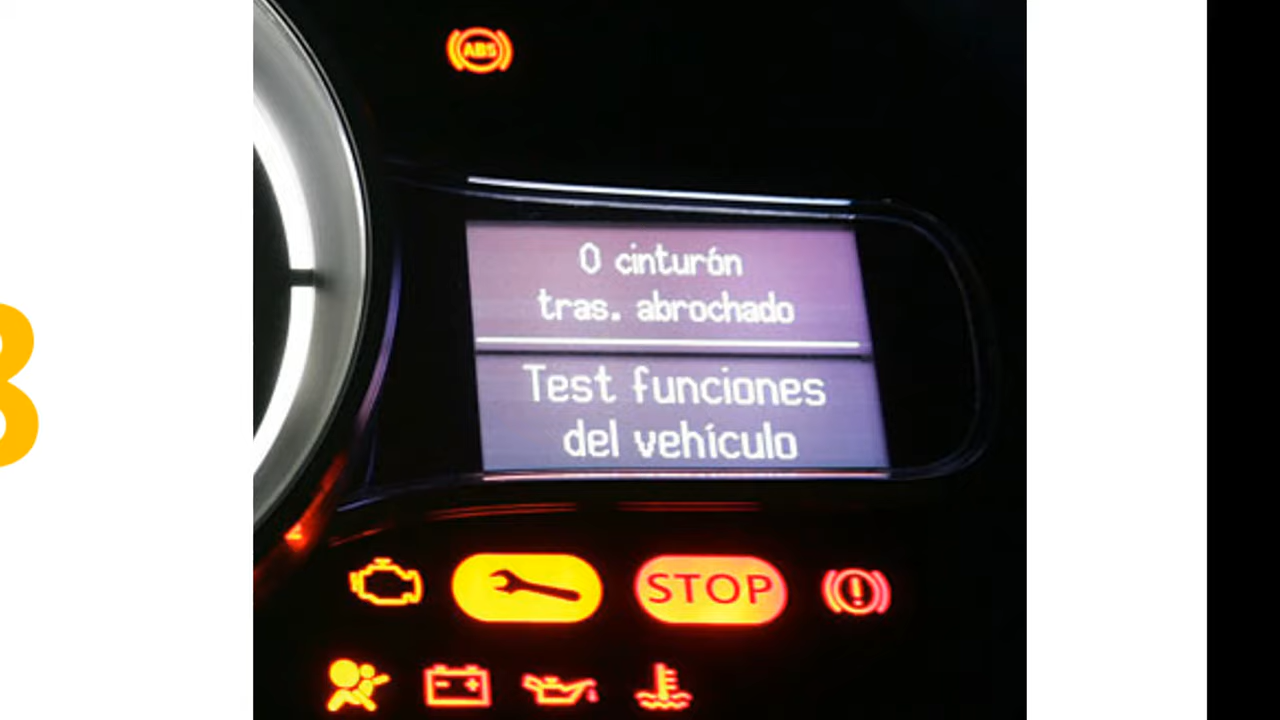 ABS
0 cinturón
tras. abrochado
Test funciones
del vehículo
STOP